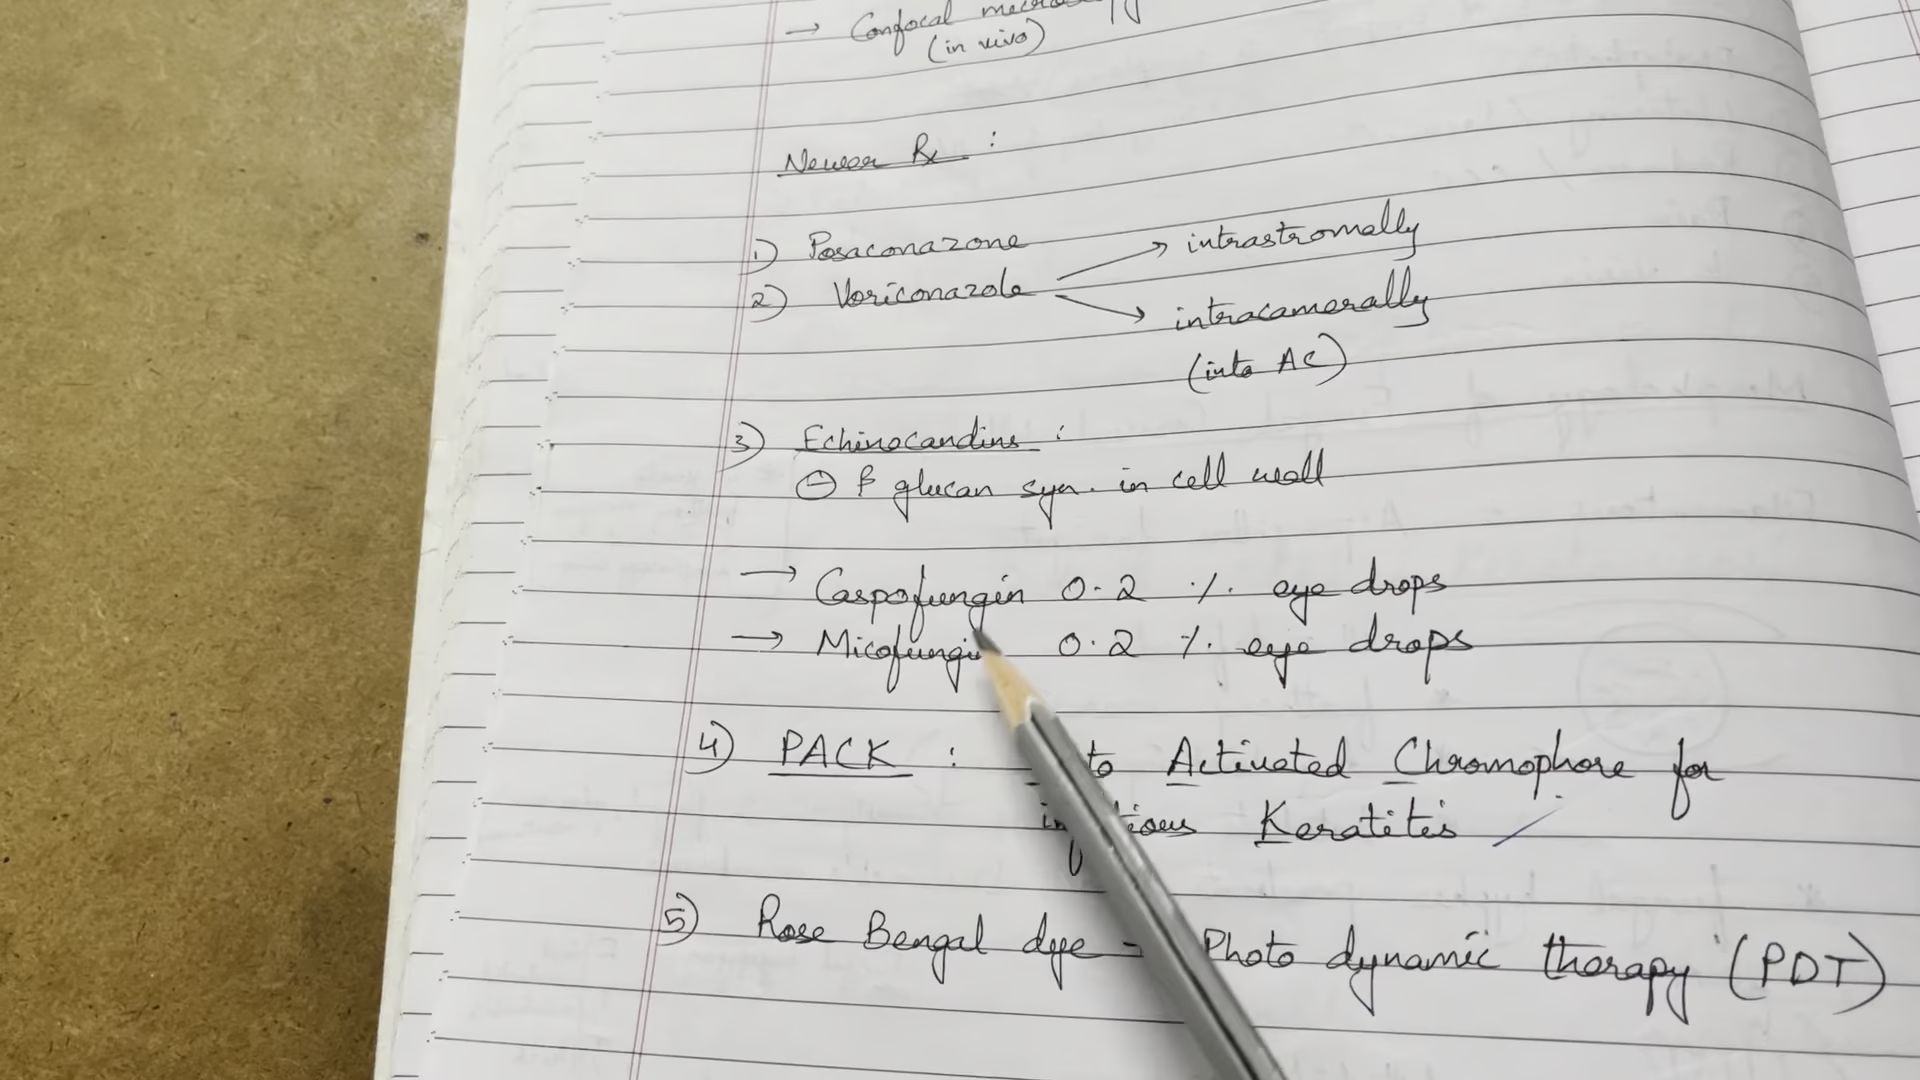 → Confocal
(in vivo)
Newer Rx :
1) Posaconazone
2) Voriconazole → intrastromally
→ intracamerally
(into AC)
3) Echinocandins :
⊖ β glucan syn. in cell wall
→ Caspofungin 0.2 % eye drops
→ Micafungin 0.2 % eye drops
4) PACK : Activated Chromophore for
Keratitis
5) Rose Bengal dye - Photo dynamic therapy (PDT)